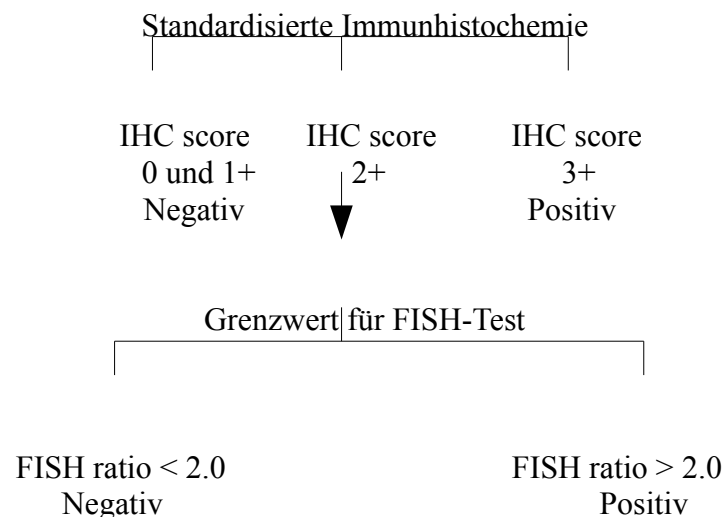 Standardisierte Immunhistochemie
IHC score IHC score IHC score
0 und 1+ 2+ 3+
Negativ Positiv
Grenzwert für FISH-Test
FISH ratio < 2.0 FISH ratio > 2.0
Negativ Positiv